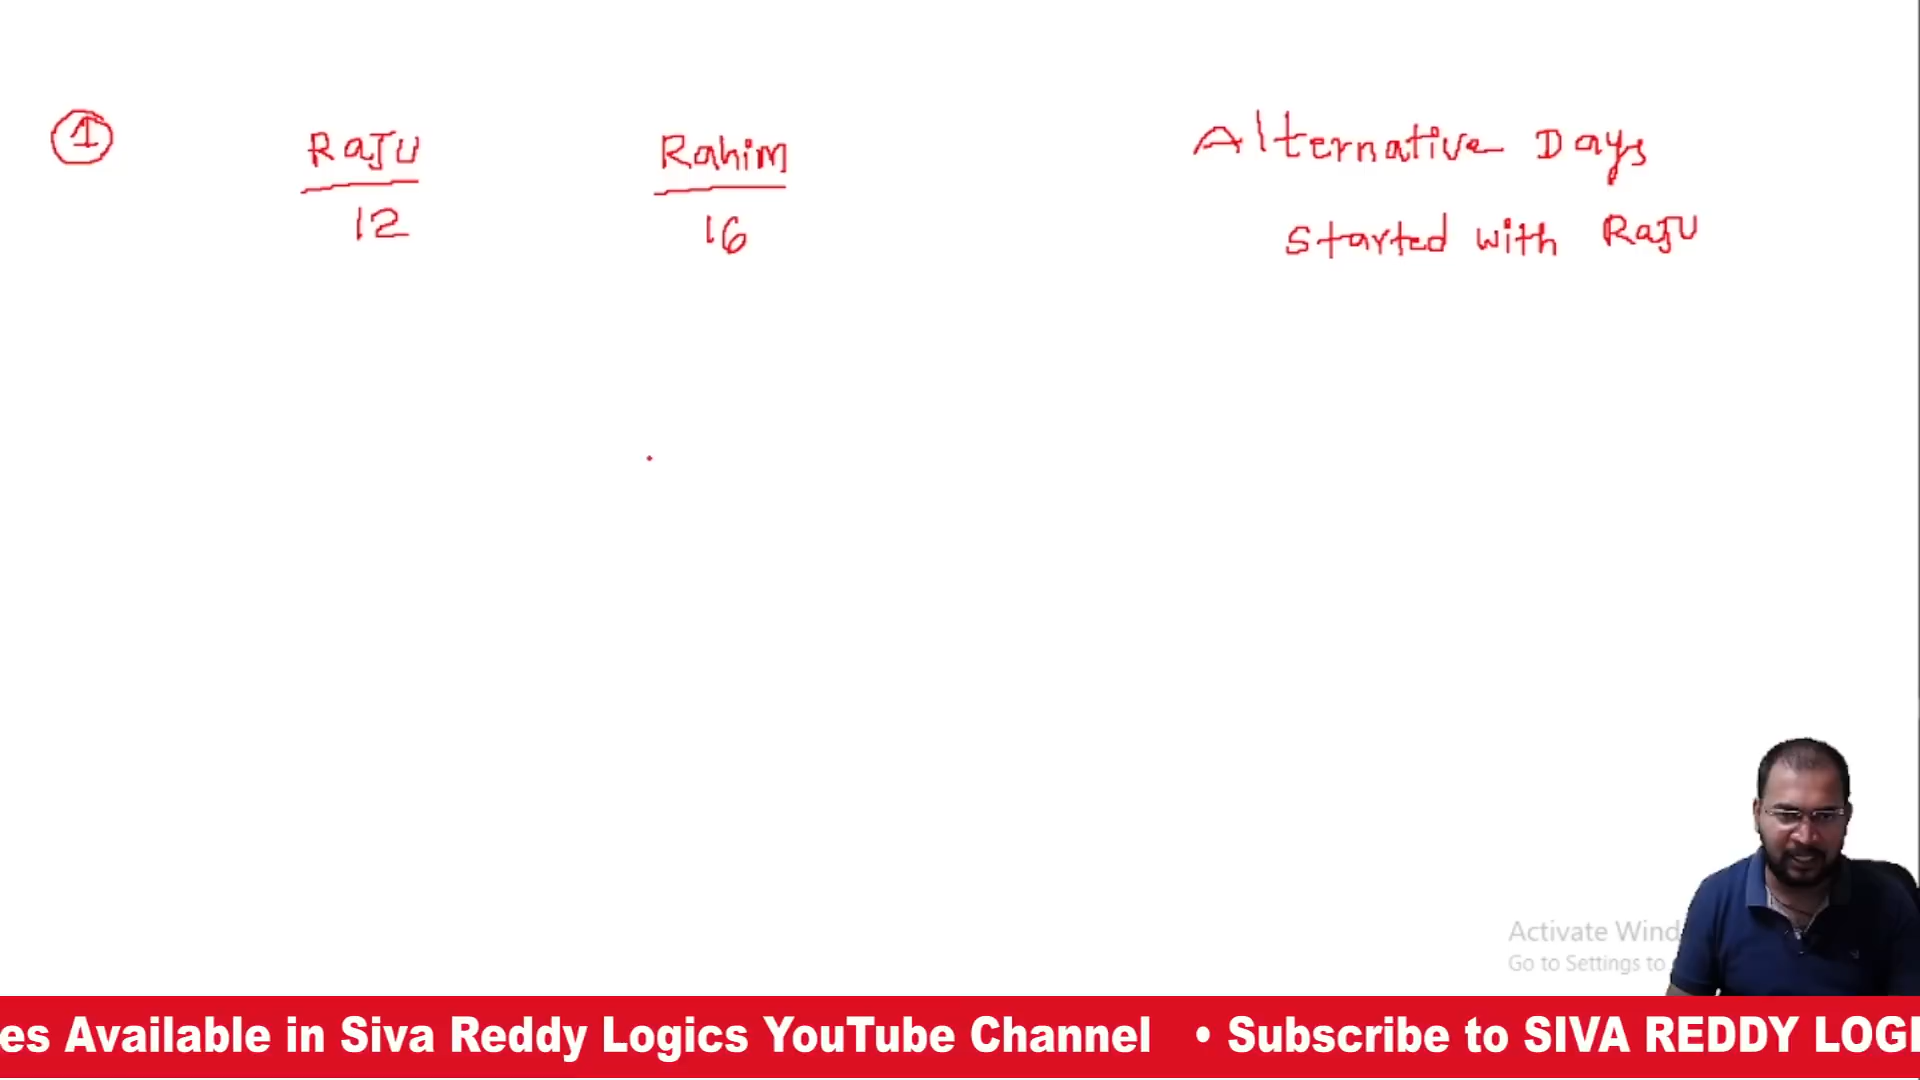 1
RaJU
Rahim
Alternative Days
12
16
started with RaJU
Activate Wind
Go to Settings to
es Available in Siva Reddy Logics YouTube Channel • Subscribe to SIVA REDDY LOGI